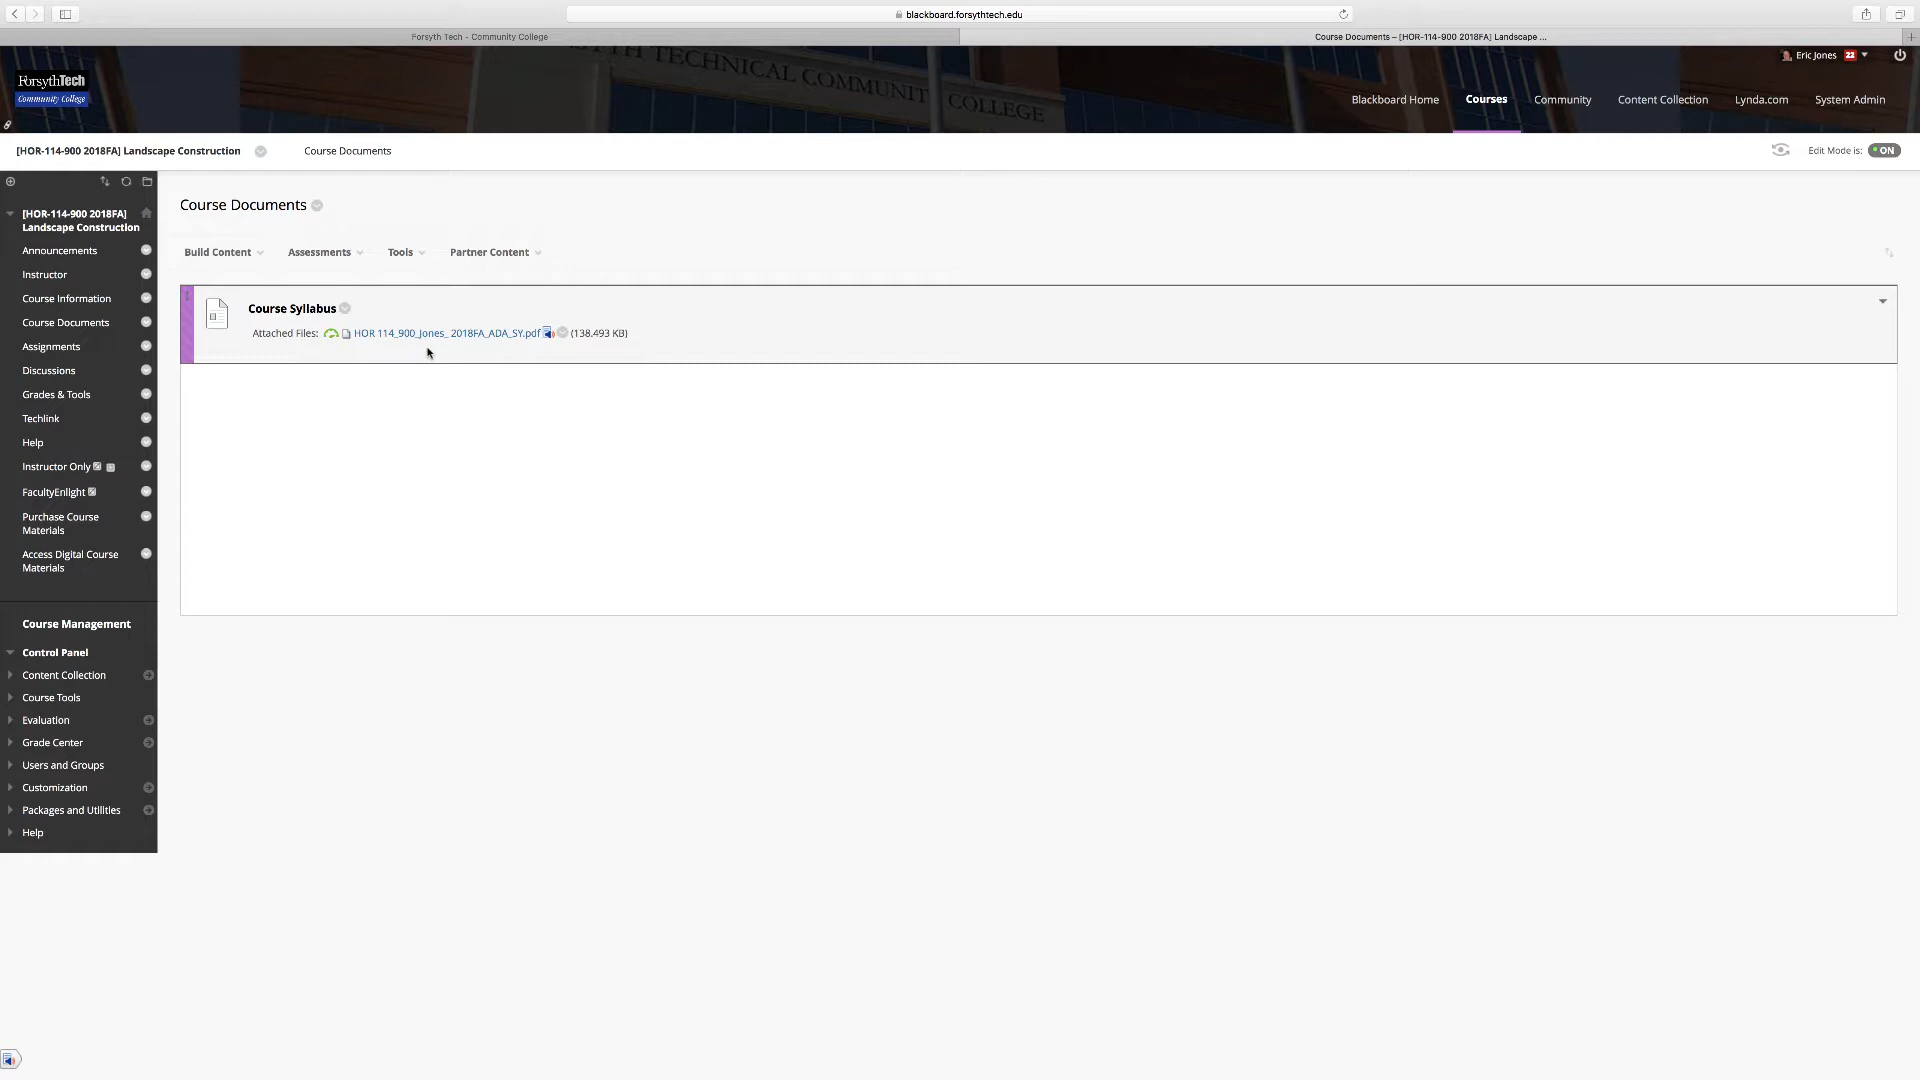 blackboard.forsythtech.edu
Forsyth Tech - Community College
Course Documents – [HOR-114-900 2018FA] Landscape ...
ForsythTech
Community College
TECHNICAL COMMUNITY COLLEGE
Eric Jones 22
Blackboard Home Courses Community Content Collection Lynda.com System Admin
[HOR-114-900 2018FA] Landscape Construction Course Documents
Edit Mode is: ON
[HOR-114-900 2018FA]
Landscape Construction
Announcements
Instructor
Course Information
Course Documents
Assignments
Discussions
Grades & Tools
Techlink
Help
Instructor Only
FacultyEnlight
Purchase Course
Materials
Access Digital Course
Materials
Course Management
Control Panel
Content Collection
Course Tools
Evaluation
Grade Center
Users and Groups
Customization
Packages and Utilities
Help
Course Documents
Build Content Assessments Tools Partner Content
Course Syllabus
Attached Files: HOR 114_900_Jones_ 2018FA_ADA_SY.pdf (138.493 KB)